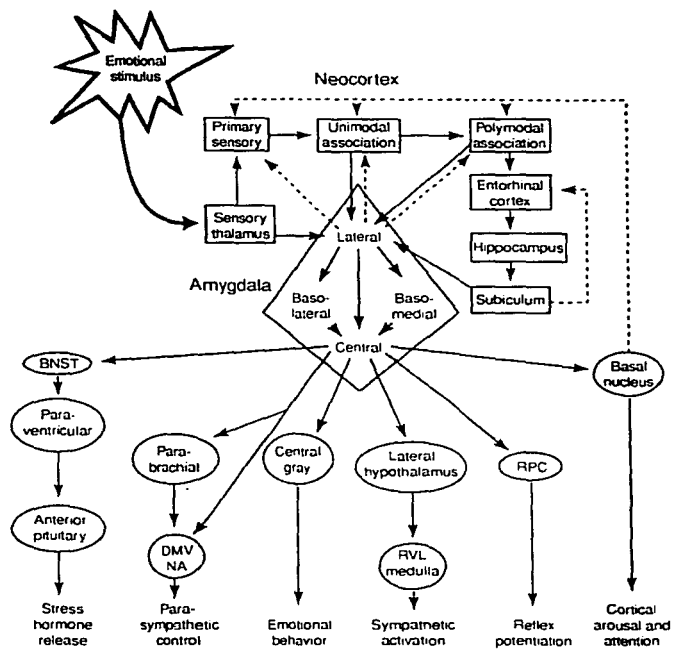 Emotional
stimulus
Neocortex
Primary
sensory
Unimodal
association
Polymodal
association
Entorhinal
cortex
Sensory
thalamus
Lateral
Hippocampus
Amygdala
Baso-
lateral
Baso-
medial
Subiculum
Central
BNST
Basal
nucleus
Para-
ventricular
Para-
brachial
Central
gray
Lateral
hypothalamus
RPC
Anterior
pituitary
DMV
NA
RVL
medulla
Stress
hormone
release
Para-
sympathetic
control
Emotional
behavior
Sympathetic
activation
Reflex
potentiation
Cortical
arousal and
attention